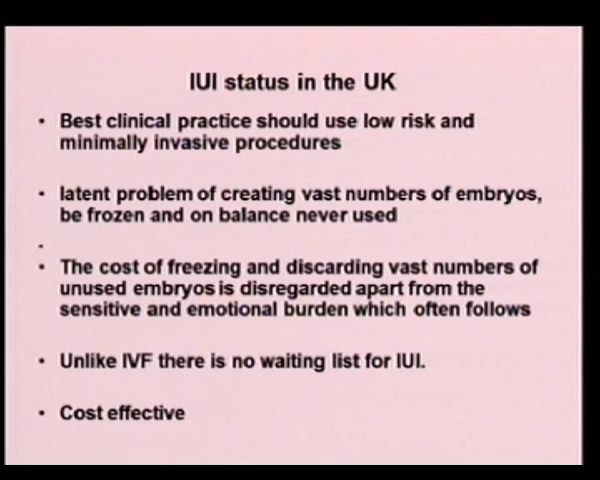 IUI status in the UK
• Best clinical practice should use low risk and
minimally invasive procedures
• latent problem of creating vast numbers of embryos,
be frozen and on balance never used
•
• The cost of freezing and discarding vast numbers of
unused embryos is disregarded apart from the
sensitive and emotional burden which often follows
• Unlike IVF there is no waiting list for IUI.
• Cost effective